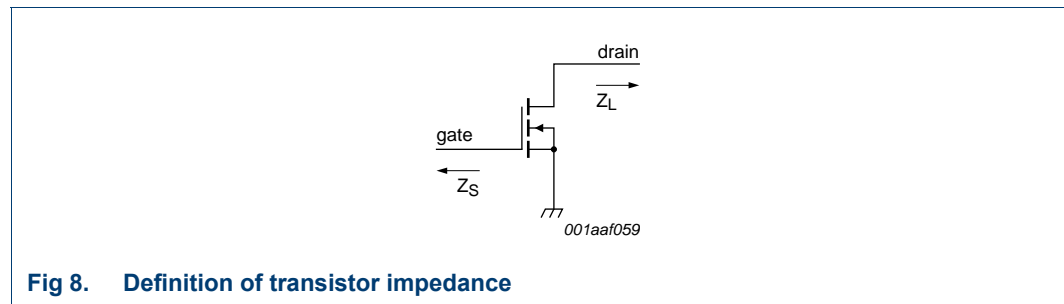 drain
Z_L
gate
Z_S
001aaf059
Fig 8. Definition of transistor impedance